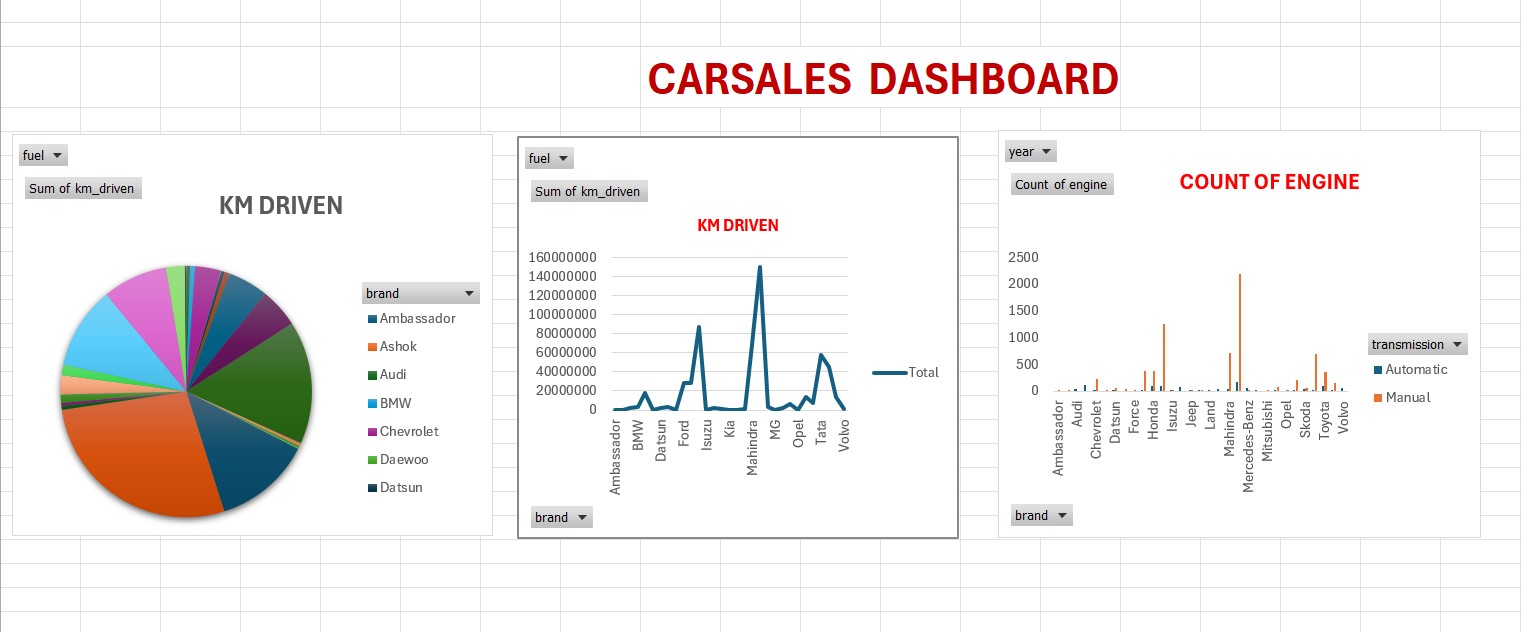 CARSALES DASHBOARD
fuel
Sum of km_driven
KM DRIVEN
brand
Ambassador
Ashok
Audi
BMW
Chevrolet
Daewoo
Datsun
fuel
Sum of km_driven
KM DRIVEN
160000000
140000000
120000000
100000000
80000000
60000000
40000000
20000000
0
Ambassador
BMW
Datsun
Ford
Isuzu
Kia
Mahindra
MG
Opel
Tata
Volvo
Total
brand
year
Count of engine
COUNT OF ENGINE
2500
2000
1500
1000
500
0
Ambassador
Audi
Chevrolet
Datsun
Force
Honda
Isuzu
Jeep
Land
Mahindra
Mercedes-Benz
Mitsubishi
Opel
Skoda
Toyota
Volvo
transmission
Automatic
Manual
brand